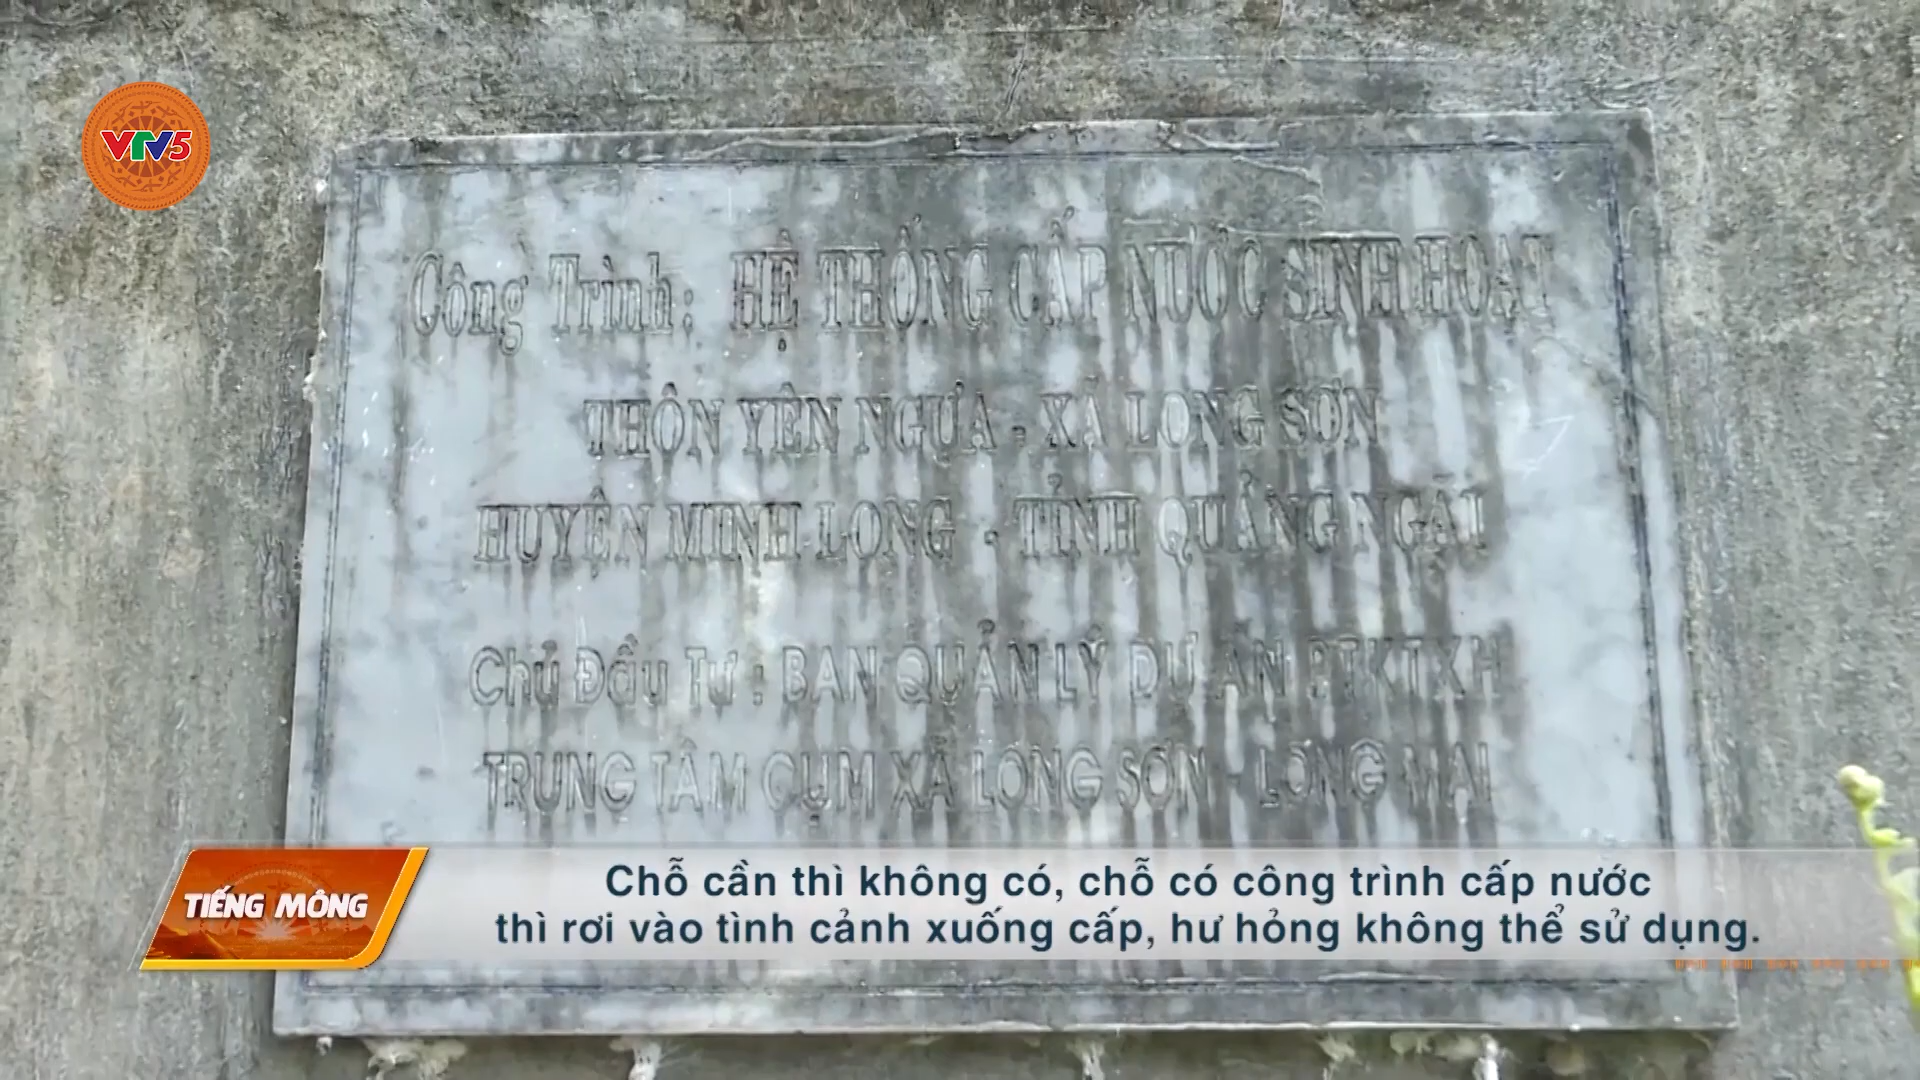 VTV5
Công Trình: HỆ THỐNG CẤP NƯỚC SINH HOẠT
THÔN YÊN NGỰA - XÃ LONG SƠN
HUYỆN MINH LONG - TỈNH QUẢNG NGÃI
Chủ Đầu Tư : BAN QUẢN LÝ DỰ ÁN PTKTXH
TRUNG TÂM CỤM XÃ LONG SƠN - LONG MAI
TIẾNG MÔNG
Chỗ cần thì không có, chỗ có công trình cấp nước
thì rơi vào tình cảnh xuống cấp, hư hỏng không thể sử dụng.